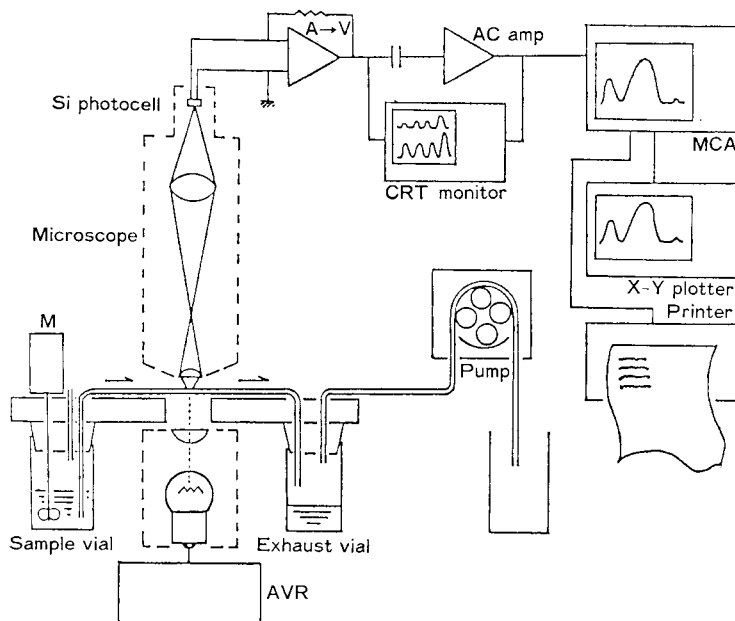 A→V
AC amp
Si photocell
MCA
CRT monitor
Microscope
X-Y plotter
Printer
M
Pump
Sample vial
Exhaust vial
AVR